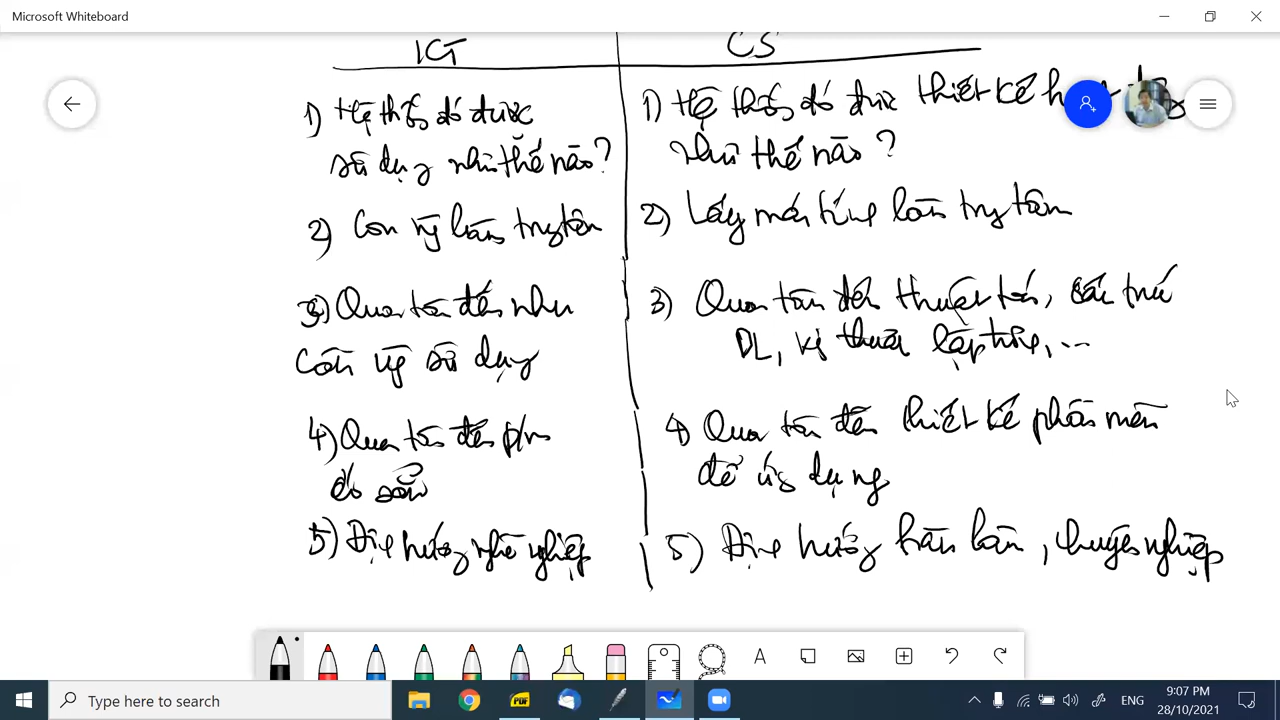 Microsoft Whiteboard
ICT
CS
1) Hệ thống đó được
sử dụng như thế nào?
1) Hệ thống đó được thiết kế
như thế nào?
2) Con ng làm trung tâm
2) Lấy máy tính làm trung tâm
3) Quan tâm đến nhu
cầu ng sử dụng
3) Quan tâm đến thuật toán, cấu trúc
DL, kỹ thuật lập trình, ...
4) Quan tâm đến p/m
có sẵn
4) Quan tâm đến thiết kế phần mềm
để ứng dụng
5) Định hướng nghề nghiệp
5) Định hướng hàn lâm, chuyên nghiệp
Type here to search
ENG
9:07 PM
28/10/2021